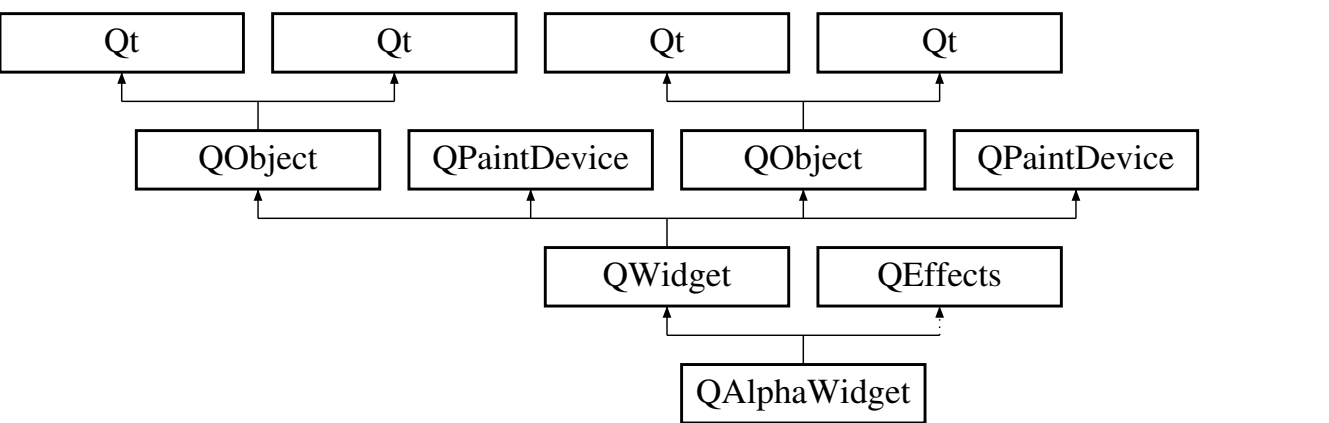 Qt Qt Qt Qt
QObject QPaintDevice QObject QPaintDevice
QWidget QEffects
QAlphaWidget